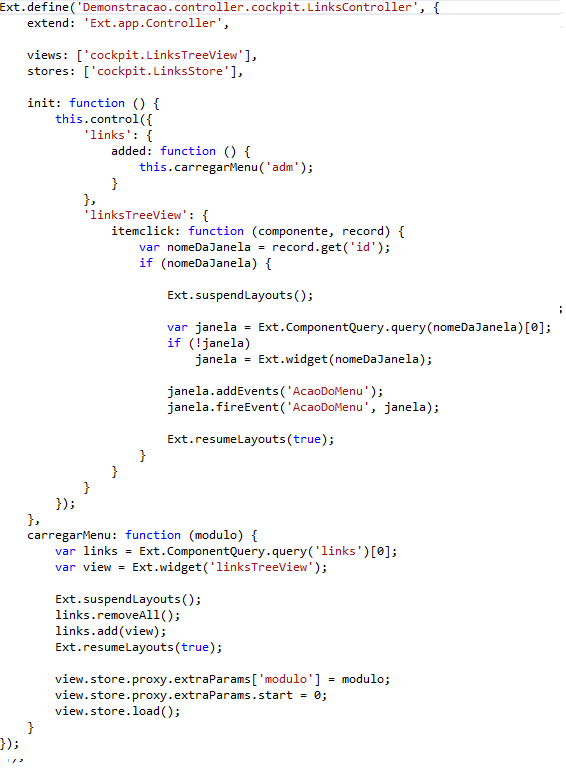 Ext.define('Demonstracao.controller.cockpit.LinksController', {
    extend: 'Ext.app.Controller',

    views: ['cockpit.LinksTreeView'],
    stores: ['cockpit.LinksStore'],

    init: function () {
        this.control({
            'links': {
                added: function () {
                    this.carregarMenu('adm');
                }
            },
            'linksTreeView': {
                itemclick: function (componente, record) {
                    var nomeDaJanela = record.get('id');
                    if (nomeDaJanela) {

                        Ext.suspendLayouts();

                        var janela = Ext.ComponentQuery.query(nomeDaJanela)[0];
                        if (!janela)
                            janela = Ext.widget(nomeDaJanela);

                        janela.addEvents('AcaoDoMenu');
                        janela.fireEvent('AcaoDoMenu', janela);

                        Ext.resumeLayouts(true);
                    }
                }
            }
        });
    },
    carregarMenu: function (modulo) {
        var links = Ext.ComponentQuery.query('links')[0];
        var view = Ext.widget('linksTreeView');

        Ext.suspendLayouts();
        links.removeAll();
        links.add(view);
        Ext.resumeLayouts(true);

        view.store.proxy.extraParams['modulo'] = modulo;
        view.store.proxy.extraParams.start = 0;
        view.store.load();
    }
});